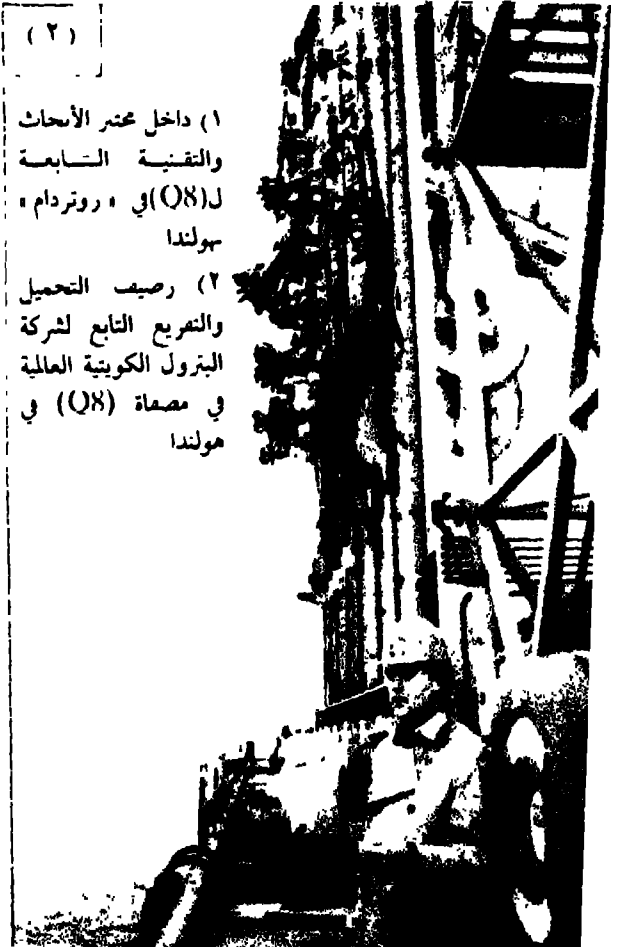 ( ٢ )
١) داخل مختبر الأبحاث
والتقنية التابعة
ل(Q8)في « روتردام »
بهولندا
٢) رصيف التحميل
والتفريغ التابع لشركة
البترول الكويتية العالمية
في مصفاة (Q8) في
هولندا